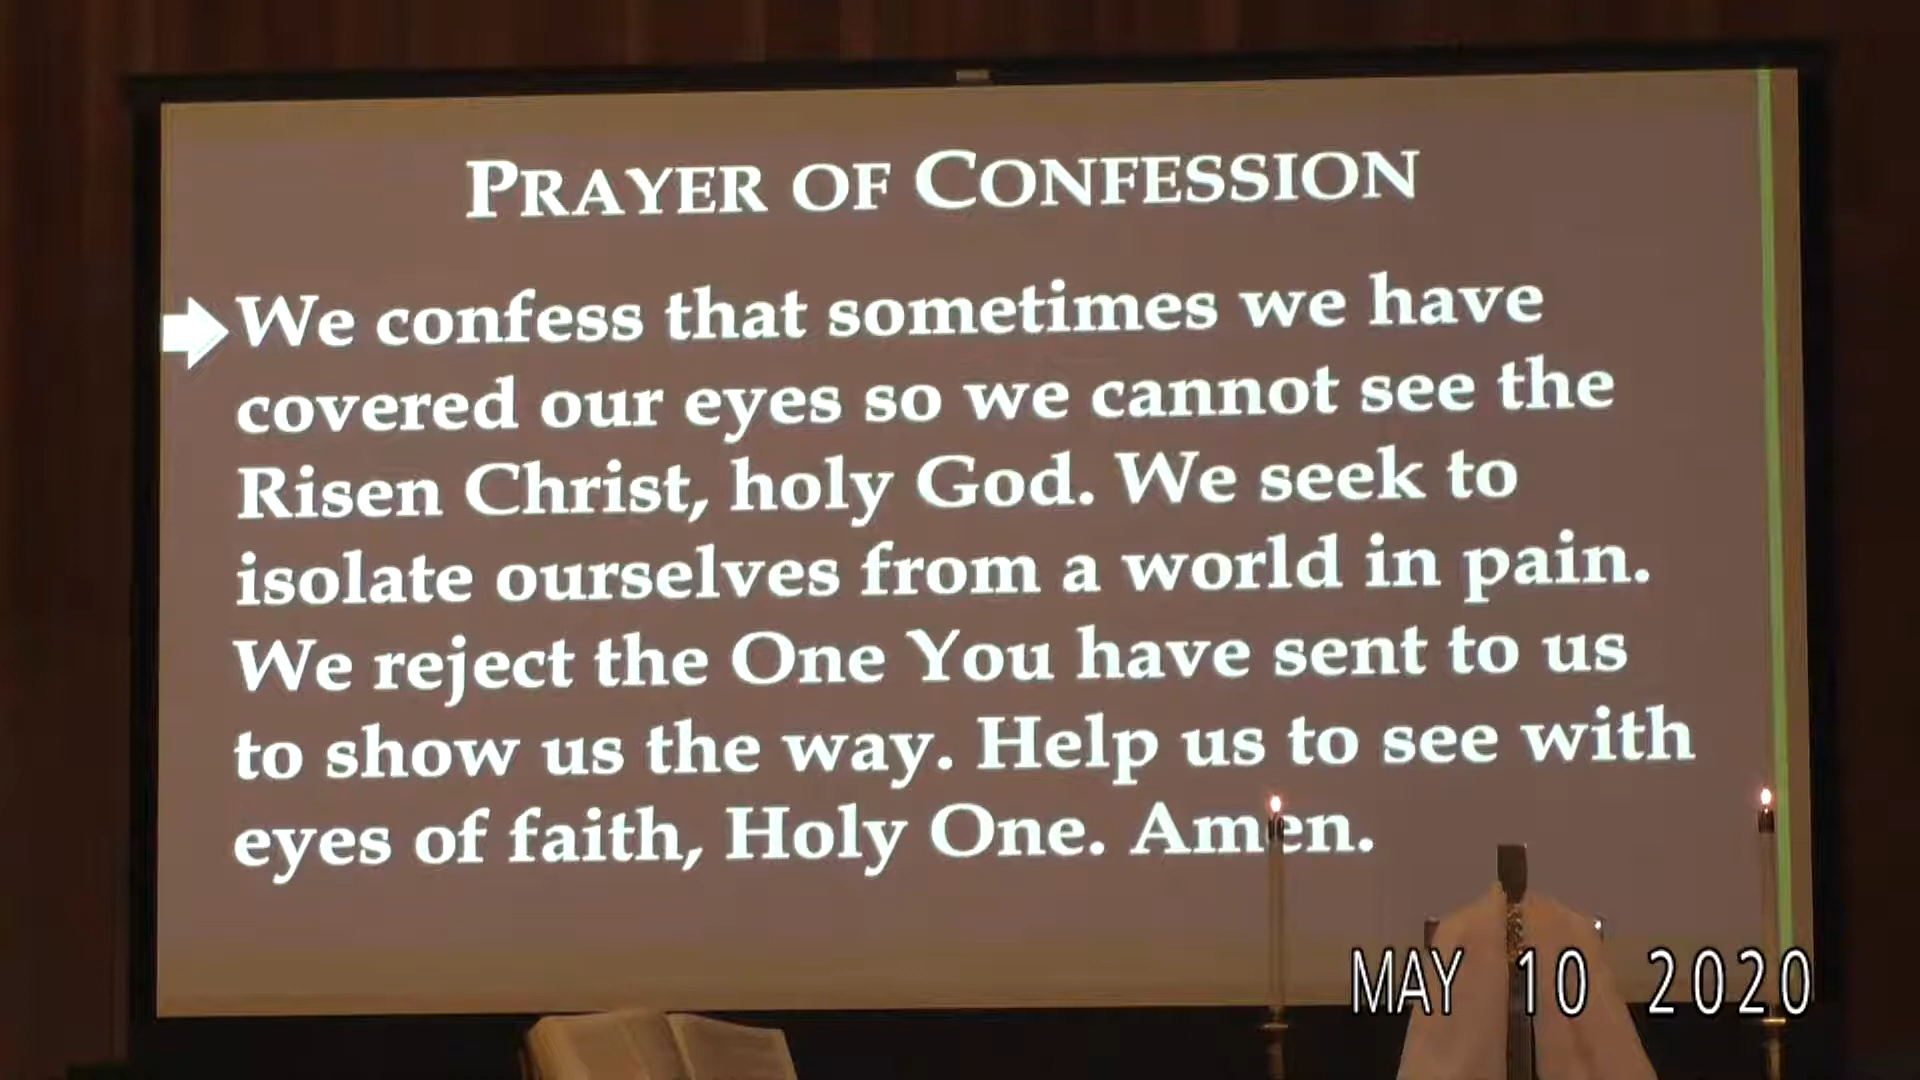 PRAYER OF CONFESSION
We confess that sometimes we have
covered our eyes so we cannot see the
Risen Christ, holy God. We seek to
isolate ourselves from a world in pain.
We reject the One You have sent to us
to show us the way. Help us to see with
eyes of faith, Holy One. Amen.
MAY 10 2020